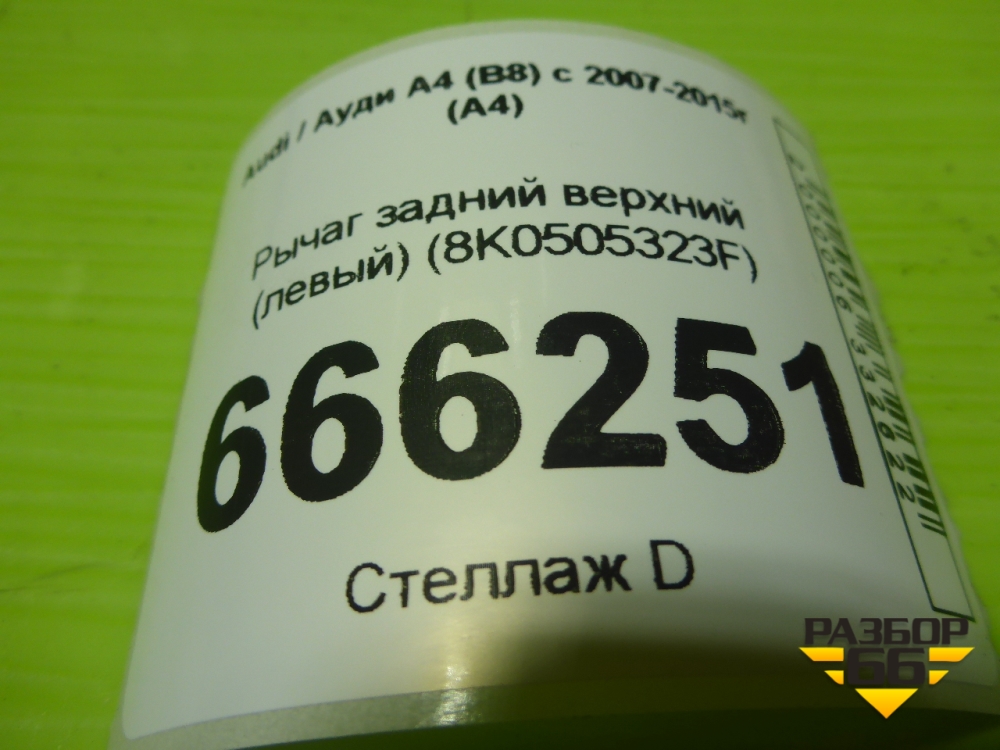 Audi / Ауди А4 (B8) с 2007-2015г
(А4)
Рычаг задний верхний
(левый) (8K0505323F)
666251
Стеллаж D
РАЗБОР
66